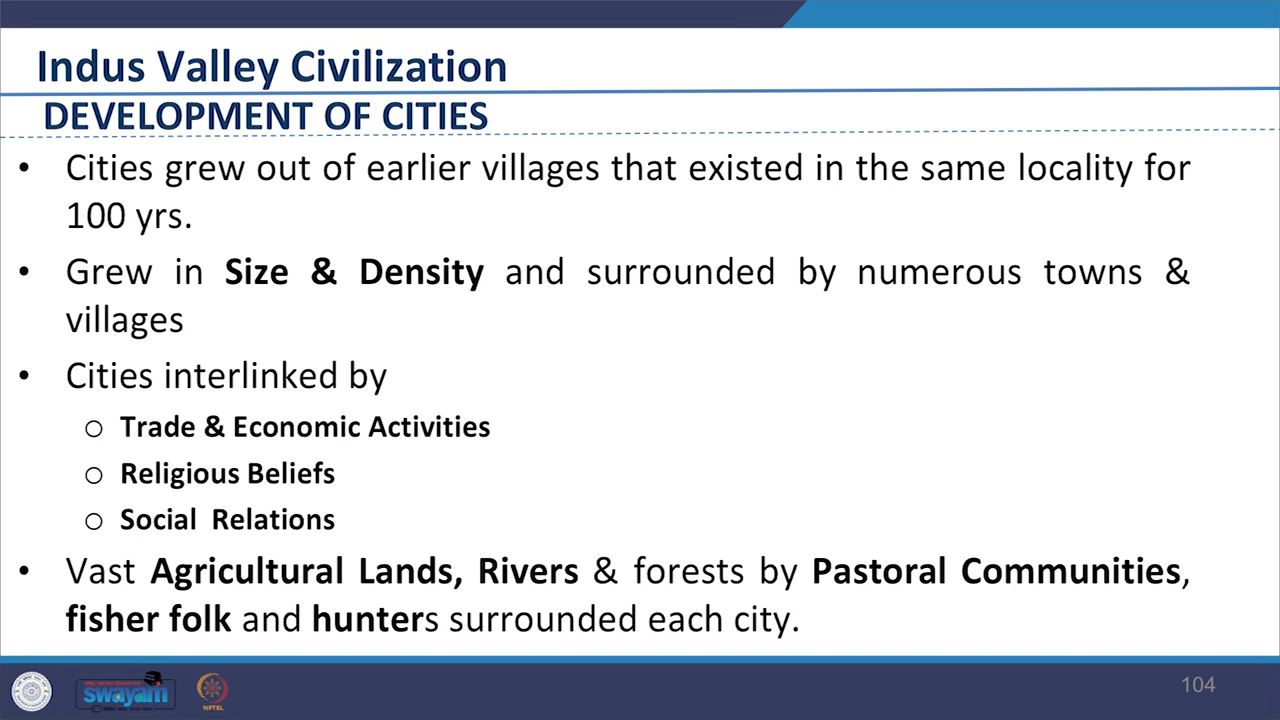 Indus Valley Civilization
DEVELOPMENT OF CITIES
• Cities grew out of earlier villages that existed in the same locality for
100 yrs.
• Grew in Size & Density and surrounded by numerous towns &
villages
• Cities interlinked by
o Trade & Economic Activities
o Religious Beliefs
o Social Relations
• Vast Agricultural Lands, Rivers & forests by Pastoral Communities,
fisher folk and hunters surrounded each city.
swayam
NPTEL
104